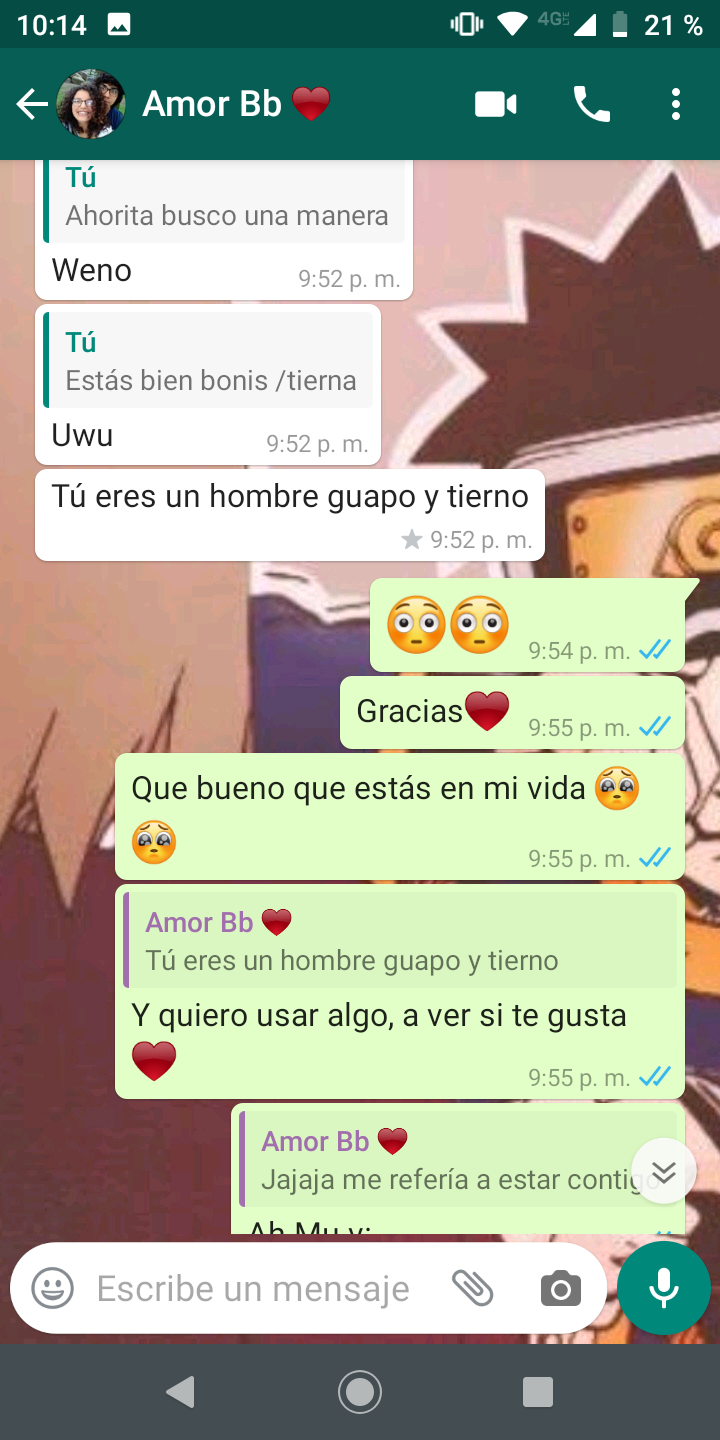 10:14 4G LTE 21 %
Amor Bb ❤️
Tú
Ahorita busco una manera
Weno 9:52 p. m.
Tú
Estás bien bonis /tierna
Uwu 9:52 p. m.
Tú eres un hombre guapo y tierno
9:52 p. m.
😳😳 9:54 p. m.
Gracias❤️ 9:55 p. m.
Que bueno que estás en mi vida 🥺
🥺 9:55 p. m.
Amor Bb ❤️
Tú eres un hombre guapo y tierno
Y quiero usar algo, a ver si te gusta
❤️ 9:55 p. m.
Amor Bb ❤️
Jajaja me refería a estar contigo
Escribe un mensaje